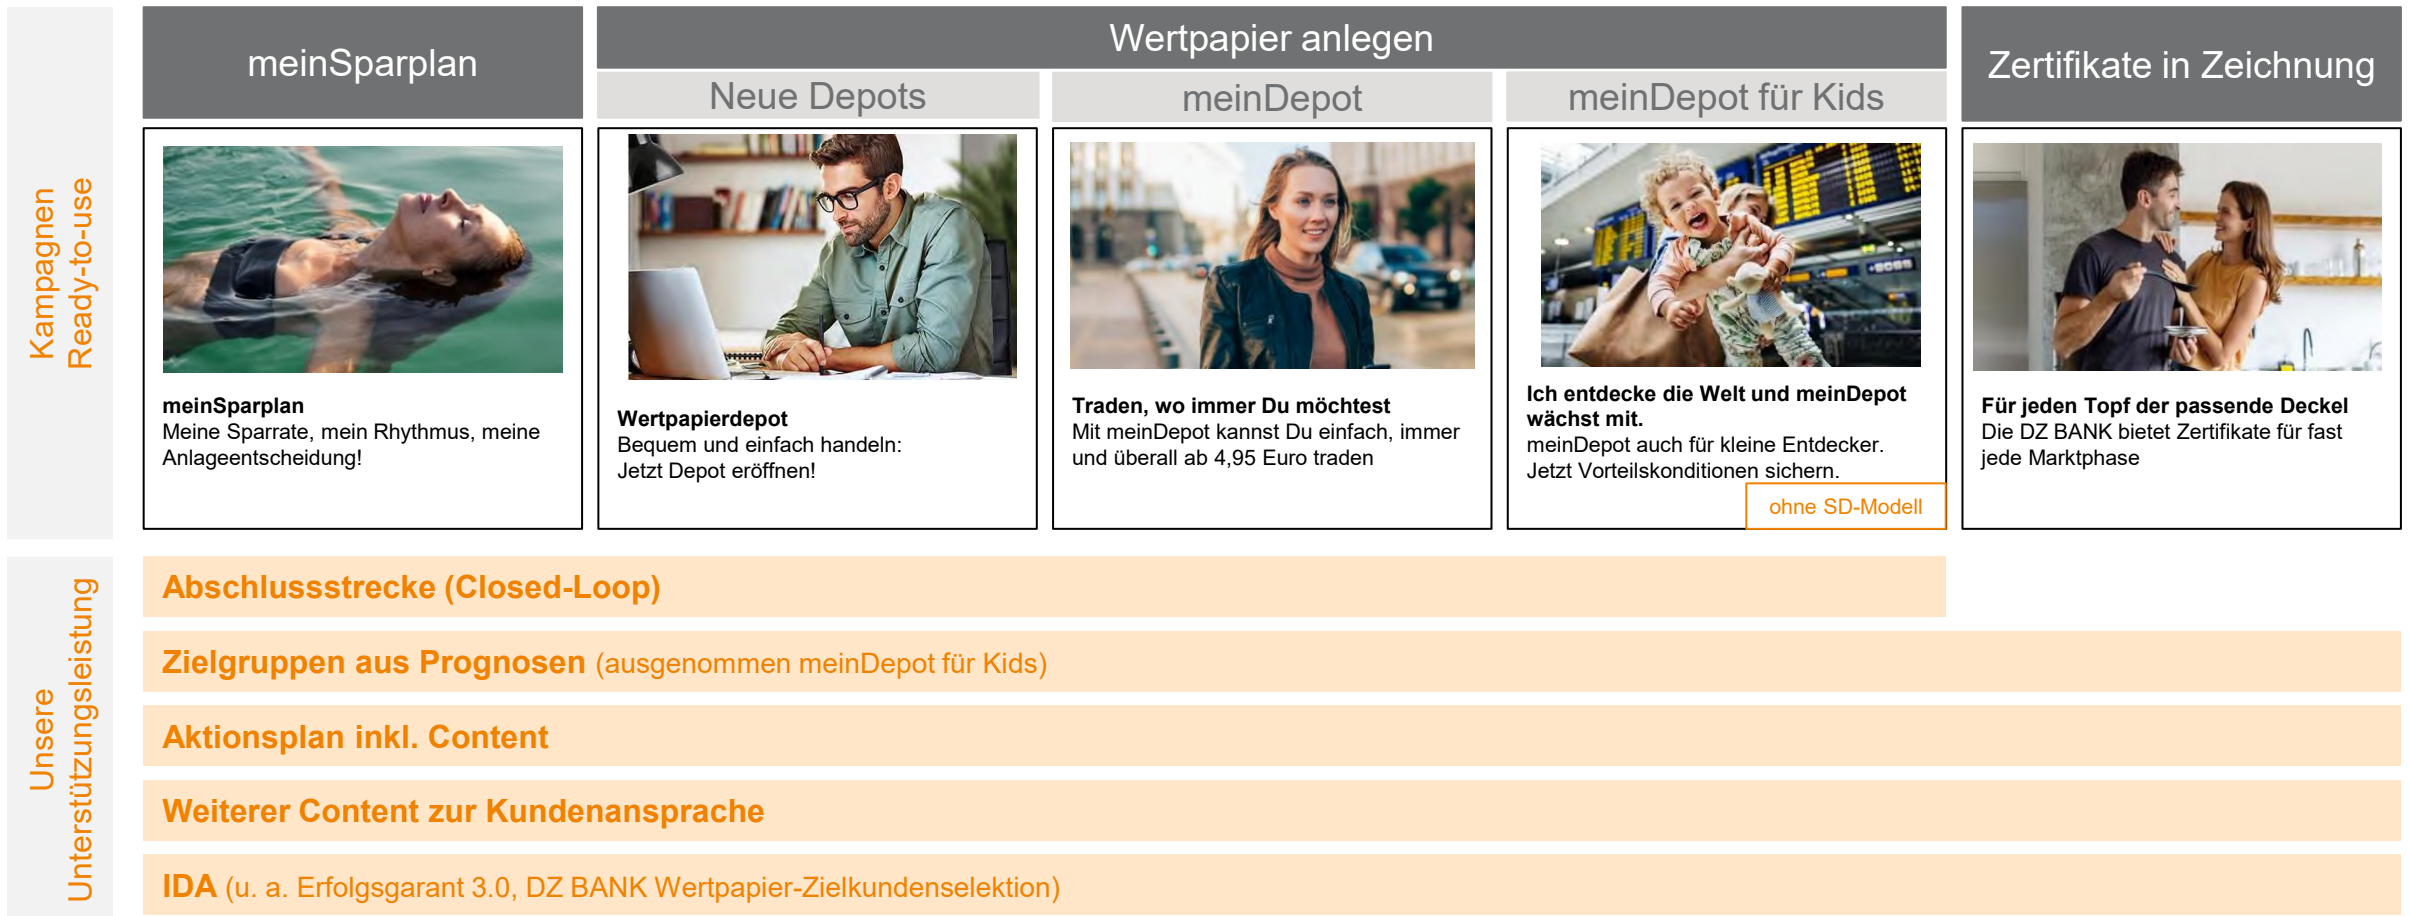 Kampagnen
Ready-to-use
meinSparplan
Wertpapier anlegen
Neue Depots
meinDepot
meinDepot für Kids
Zertifikate in Zeichnung
meinSparplan
Meine Sparrate, mein Rhythmus, meine
Anlageentscheidung!
Wertpapierdepot
Bequem und einfach handeln:
Jetzt Depot eröffnen!
Traden, wo immer Du möchtest
Mit meinDepot kannst Du einfach, immer
und überall ab 4,95 Euro traden
Ich entdecke die Welt und meinDepot
wächst mit.
meinDepot auch für kleine Entdecker.
Jetzt Vorteilskonditionen sichern.
ohne SD-Modell
Für jeden Topf der passende Deckel
Die DZ BANK bietet Zertifikate für fast
jede Marktphase
Unsere
Unterstützungsleistung
Abschlussstrecke (Closed-Loop)
Zielgruppen aus Prognosen (ausgenommen meinDepot für Kids)
Aktionsplan inkl. Content
Weiterer Content zur Kundenansprache
IDA (u. a. Erfolgsgarant 3.0, DZ BANK Wertpapier-Zielkundenselektion)